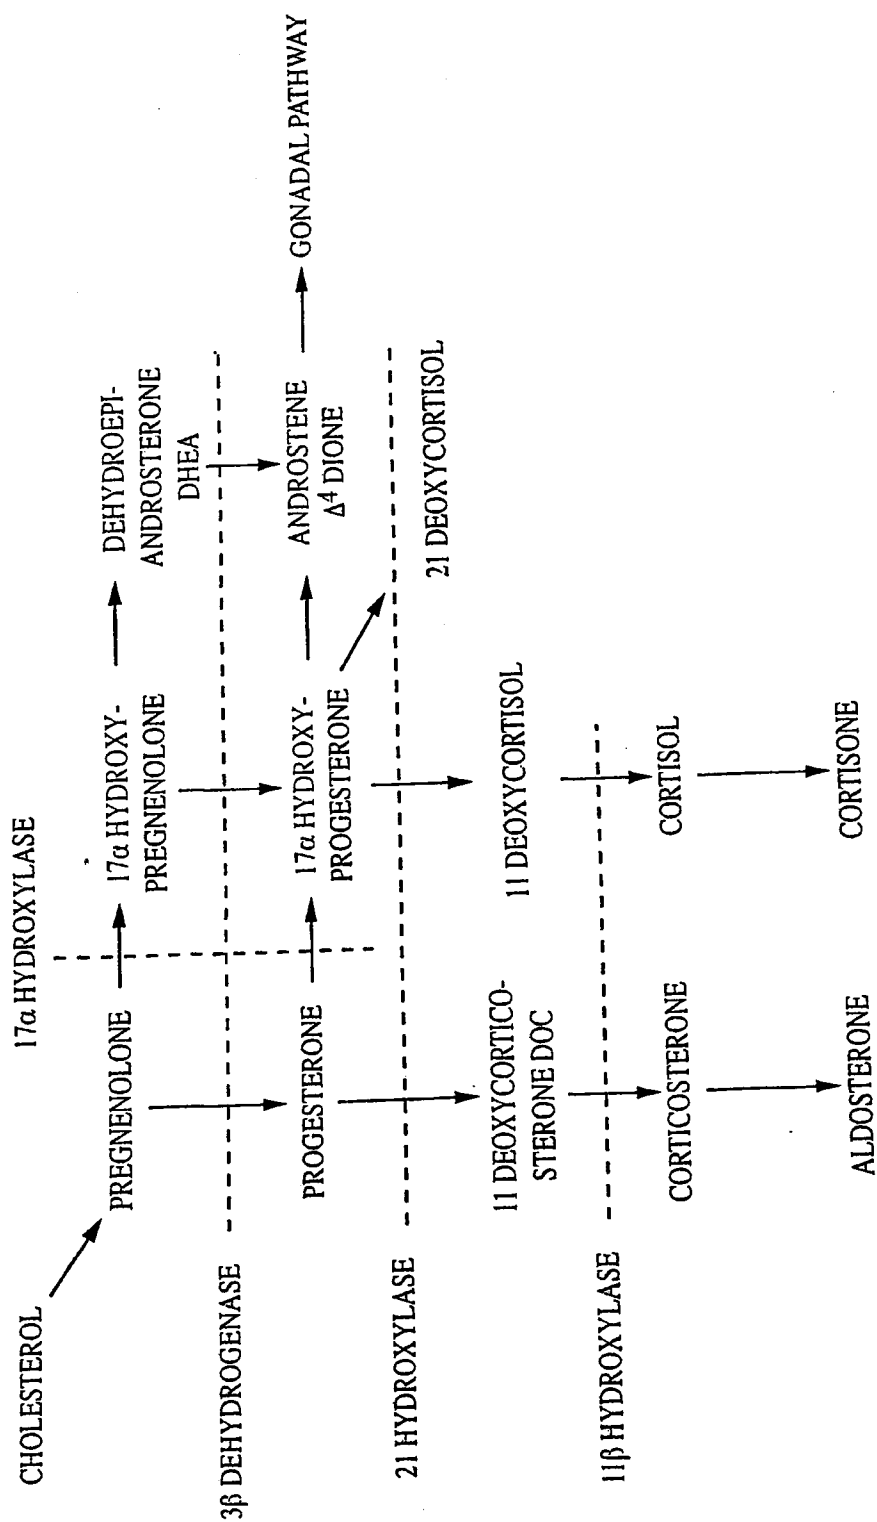 17α HYDROXYLASE
CHOLESTEROL
PREGNENOLONE
17α HYDROXY-
PREGNENOLONE
DEHYDROEPI-
ANDROSTERONE
DHEA
3β DEHYDROGENASE
PROGESTERONE
17α HYDROXY-
PROGESTERONE
ANDROSTENE
Δ⁴ DIONE
GONADAL PATHWAY
21 HYDROXYLASE
21 DEOXYCORTISOL
11 DEOXYCORTICO-
STERONE DOC
11 DEOXYCORTISOL
11β HYDROXYLASE
CORTICOSTERONE
CORTISOL
ALDOSTERONE
CORTISONE